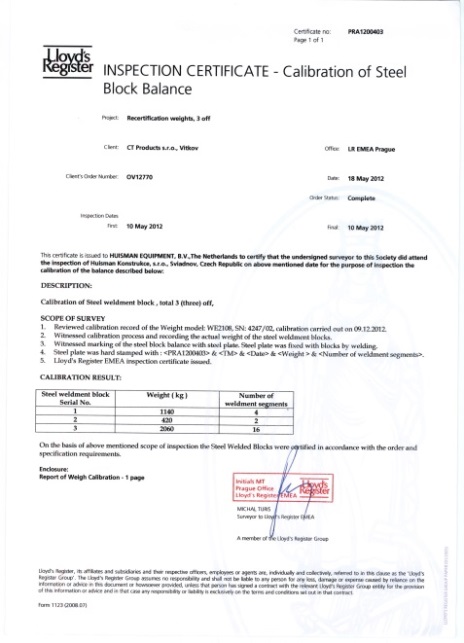 Certificate no: PRA1200403
Page 1 of 1
Lloyd's
Register
INSPECTION CERTIFICATE - Calibration of Steel
Block Balance
Project: Recertification weights, 3 off
Client: CT Products s.r.o., Vitkov
Office: LR EMEA Prague
Client's Order Number: OV12770
Date: 18 May 2012
Order Status: Complete
Inspection Dates
First: 10 May 2012
Final: 10 May 2012
This certificate is issued to HUISMAN EQUIPMENT, B.V.,The Netherlands to certify that the undersigned surveyor to this Society did attend
the inspection of Huisman Konstrukce, s.r.o., Sviadnov, Czech Republic on above mentioned date for the purpose of inspection the
calibration of the balance described below:
DESCRIPTION:
Calibration of Steel weldment block , total 3 (three) off,
SCOPE OF SURVEY
1. Reviewed calibration record of the Weight model: WE2108, SN: 4247/02, calibration carried out on 09.12.2012.
2. Witnessed calibration process and recording the actual weight of the steel weldment blocks.
3. Witnessed marking of the steel block balance with steel plate. Steel plate was fixed with blocks by welding.
4. Steel plate was hard stamped with : <PRA1200403> & <TM> & <Date> & <Weight > & <Number of weldment segments>.
5. Lloyd's Register EMEA inspection certificate issued.
CALIBRATION RESULT:
Steel weldment block Serial No. Weight ( kg ) Number of weldment segments
1 1140 4
2 420 2
3 2060 16
On the basis of above mentioned scope of inspection the Steel Welded Blocks were certified in accordance with the order and
specification requirements.
Enclosure:
Report of Weigh Calibration - 1 page
Initials MT
Prague Office
Lloyd's Register EMEA
Lloyd's
Register
MICHAL TURIS
Surveyor to Lloyd's Register EMEA
A member of the Lloyd's Register Group
Lloyd's Register, its affiliates and subsidiaries and their respective officers, employees or agents are, individually and collectively, referred to in this clause as the 'Lloyd's
Register Group'. The Lloyd's Register Group assumes no responsibility and shall not be liable to any person for any loss, damage or expense caused by reliance on the
information or advice in this document or howsoever provided, unless that person has signed a contract with the relevant Lloyd's Register Group entity for the provision
of this information or advice and in that case any responsibility or liability is exclusively on the terms and conditions set out in that contract.
Form 1123 (2008.07)